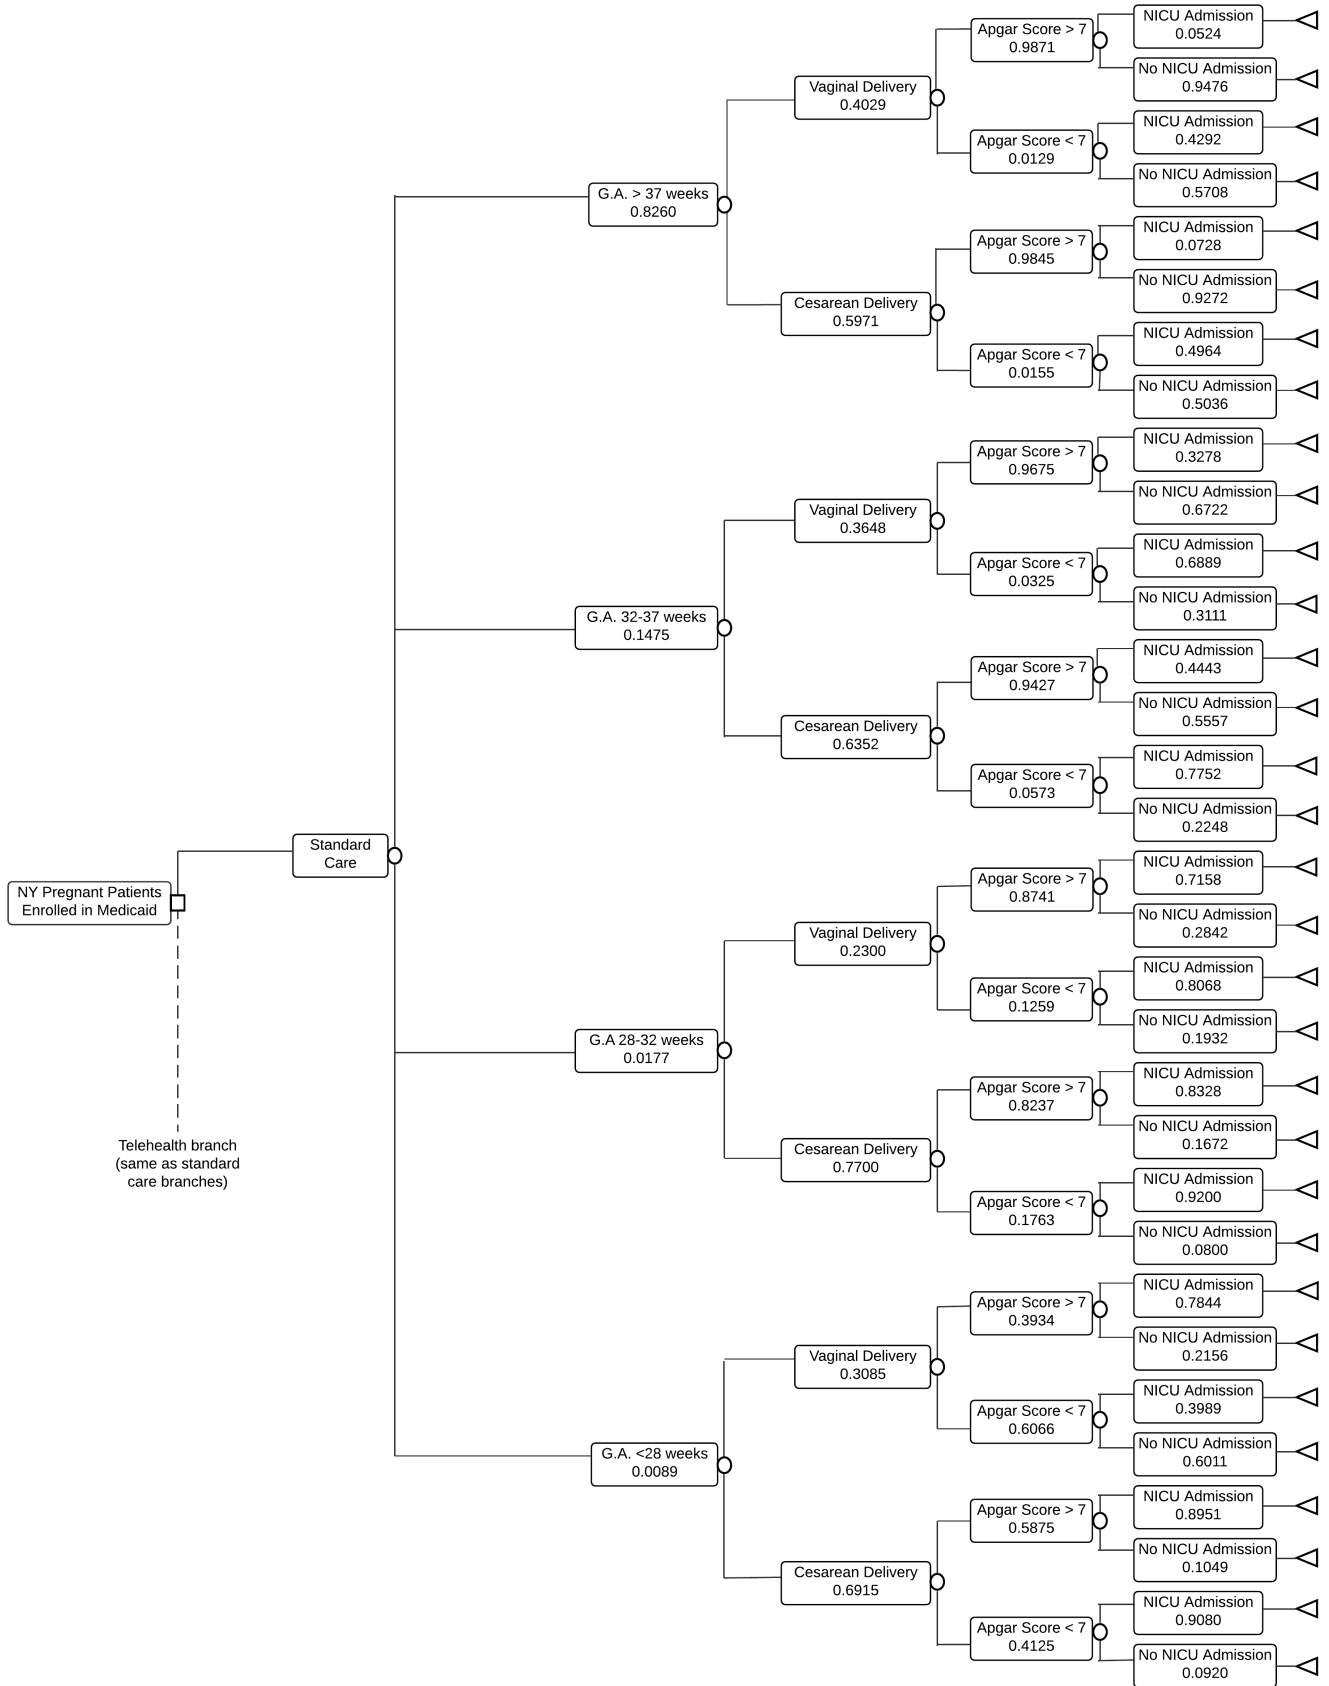 NICU Admission
0.0524
Apgar Score > 7
0.9871
No NICU Admission
0.9476
Vaginal Delivery
0.4029
NICU Admission
0.4292
Apgar Score < 7
0.0129
No NICU Admission
0.5708
G.A. > 37 weeks
0.8260
NICU Admission
0.0728
Apgar Score > 7
0.9845
No NICU Admission
0.9272
Cesarean Delivery
0.5971
NICU Admission
0.4964
Apgar Score < 7
0.0155
No NICU Admission
0.5036
NICU Admission
0.3278
Apgar Score > 7
0.9675
No NICU Admission
0.6722
Vaginal Delivery
0.3648
NICU Admission
0.6889
Apgar Score < 7
0.0325
No NICU Admission
0.3111
G.A. 32-37 weeks
0.1475
NICU Admission
0.4443
Apgar Score > 7
0.9427
No NICU Admission
0.5557
Cesarean Delivery
0.6352
NICU Admission
0.7752
Apgar Score < 7
0.0573
No NICU Admission
0.2248
Standard
Care
NY Pregnant Patients
Enrolled in Medicaid
NICU Admission
0.7158
Apgar Score > 7
0.8741
No NICU Admission
0.2842
Vaginal Delivery
0.2300
NICU Admission
0.8068
Apgar Score < 7
0.1259
No NICU Admission
0.1932
G.A 28-32 weeks
0.0177
NICU Admission
0.8328
Apgar Score > 7
0.8237
No NICU Admission
0.1672
Telehealth branch
(same as standard
care branches)
Cesarean Delivery
0.7700
NICU Admission
0.9200
Apgar Score < 7
0.1763
No NICU Admission
0.0800
NICU Admission
0.7844
Apgar Score > 7
0.3934
No NICU Admission
0.2156
Vaginal Delivery
0.3085
NICU Admission
0.3989
Apgar Score < 7
0.6066
No NICU Admission
0.6011
G.A. <28 weeks
0.0089
NICU Admission
0.8951
Apgar Score > 7
0.5875
No NICU Admission
0.1049
Cesarean Delivery
0.6915
NICU Admission
0.9080
Apgar Score < 7
0.4125
No NICU Admission
0.0920